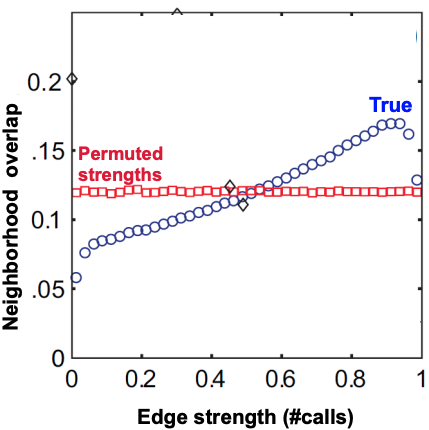 0.2
True
.15
Permuted
strengths
0.1
.05
0
0 0.2 0.4 0.6 0.8 1
Neighborhood overlap
Edge strength (#calls)